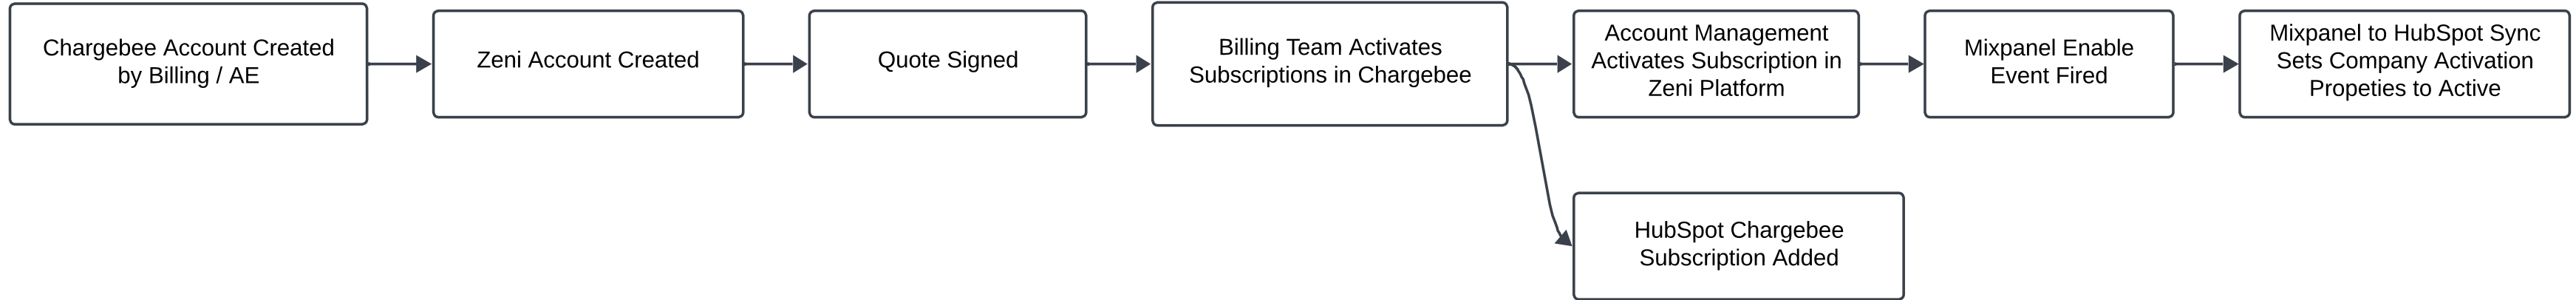 Chargebee Account Created
by Billing / AE
Zeni Account Created
Quote Signed
Billing Team Activates
Subscriptions in Chargebee
Account Management
Activates Subscription in
Zeni Platform
Mixpanel Enable
Event Fired
Mixpanel to HubSpot Sync
Sets Company Activation
Propeties to Active
HubSpot Chargebee
Subscription Added